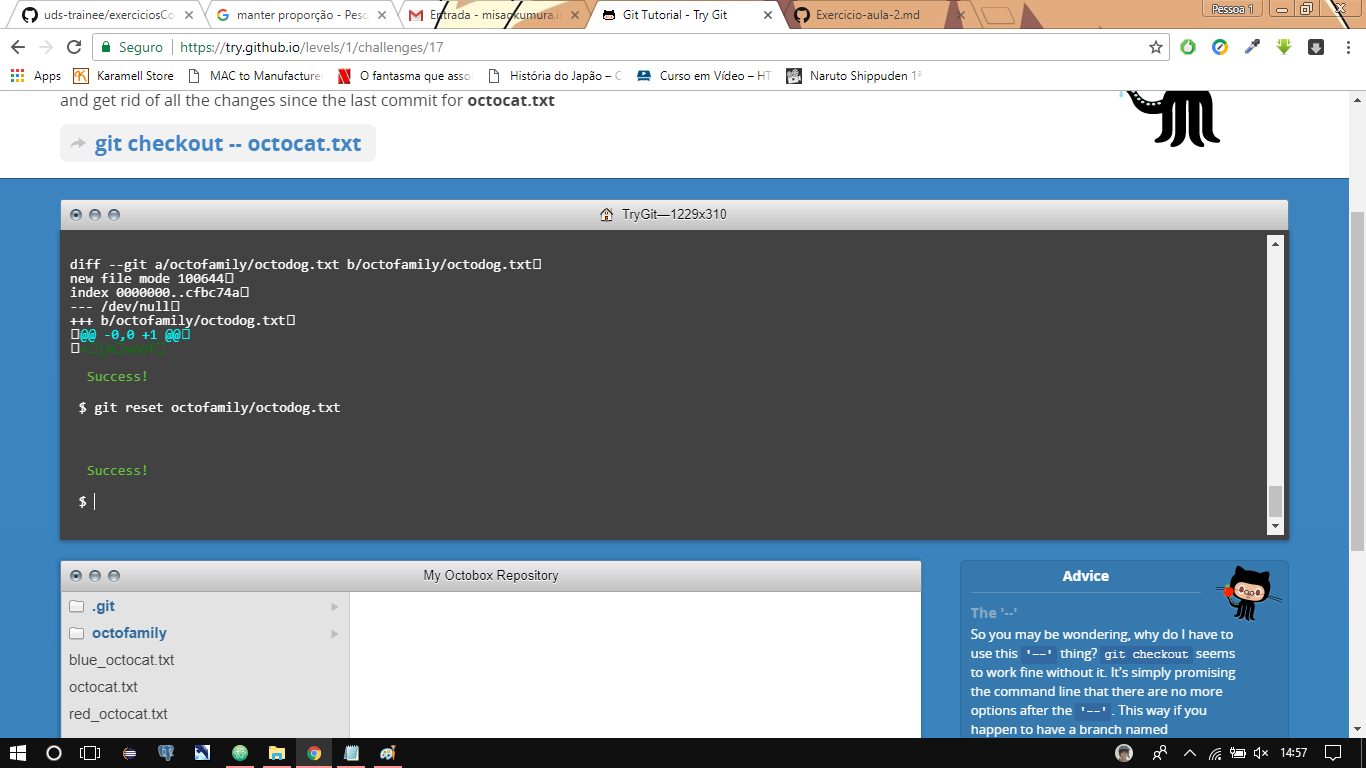 uds-trainee/exerciciosCo
manter proporção - Pesq
Entrada - misaokumura.i
Git Tutorial - Try Git
Exercicio-aula-2.md
Pessoa 1
Seguro
https://try.github.io/levels/1/challenges/17
Apps
Karamell Store
MAC to Manufacture
O fantasma que asso
História do Japão – C
Curso em Vídeo – HT
Naruto Shippuden 1ª
and get rid of all the changes since the last commit for octocat.txt
git checkout -- octocat.txt
TryGit—1229x310
diff --git a/octofamily/octodog.txt b/octofamily/octodog.txt
new file mode 100644
index 0000000..cfbc74a
--- /dev/null
+++ b/octofamily/octodog.txt
@@ -0,0 +1 @@
Success!
$ git reset octofamily/octodog.txt
Success!
$
My Octobox Repository
.git
octofamily
blue_octocat.txt
octocat.txt
red_octocat.txt
Advice
The '--'
So you may be wondering, why do I have to
use this '--' thing? git checkout seems
to work fine without it. It's simply promising
the command line that there are no more
options after the '--'. This way if you
happen to have a branch named
14:57